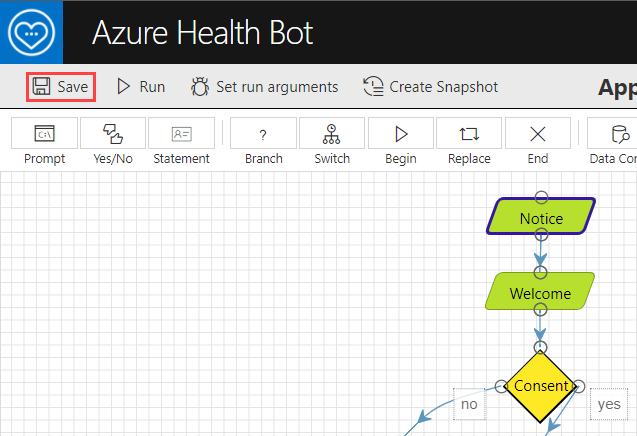 Azure Health Bot
Save Run Set run arguments Create Snapshot App
C:\
?
Prompt Yes/No Statement Branch Switch Begin Replace End Data Con
Notice
Welcome
Consent
no yes